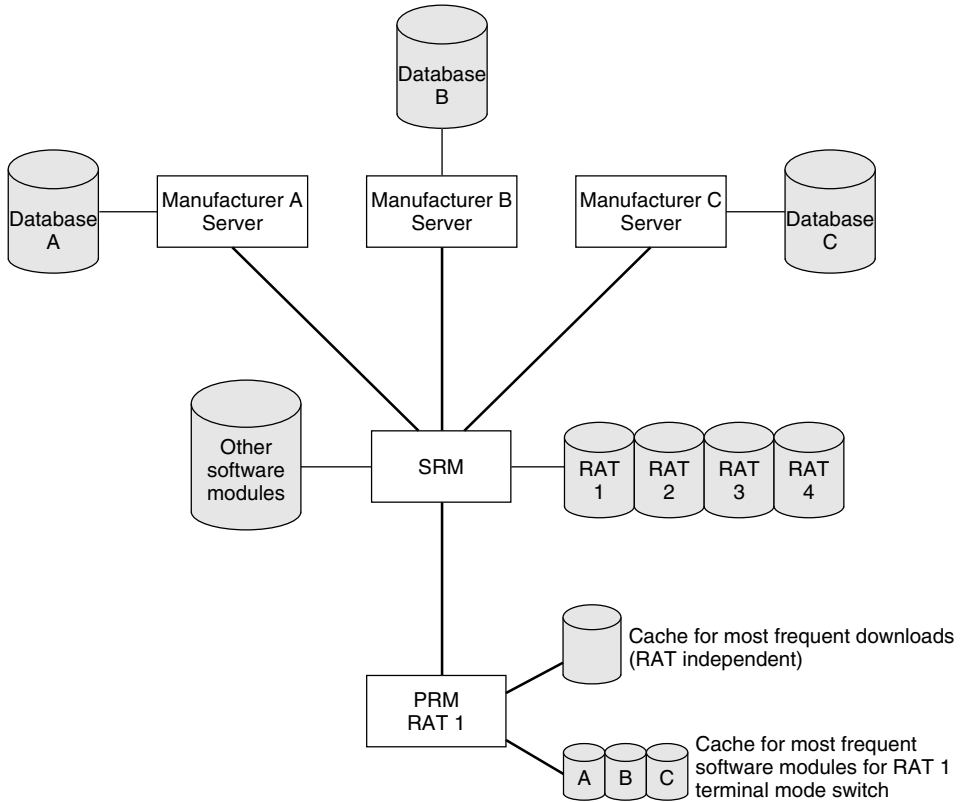 Database
B
Database
A
Manufacturer A
Server
Manufacturer B
Server
Manufacturer C
Server
Database
C
Other
software
modules
SRM
RAT
1
RAT
2
RAT
3
RAT
4
Cache for most frequent downloads
(RAT independent)
PRM
RAT 1
A
B
C
Cache for most frequent
software modules for RAT 1
terminal mode switch